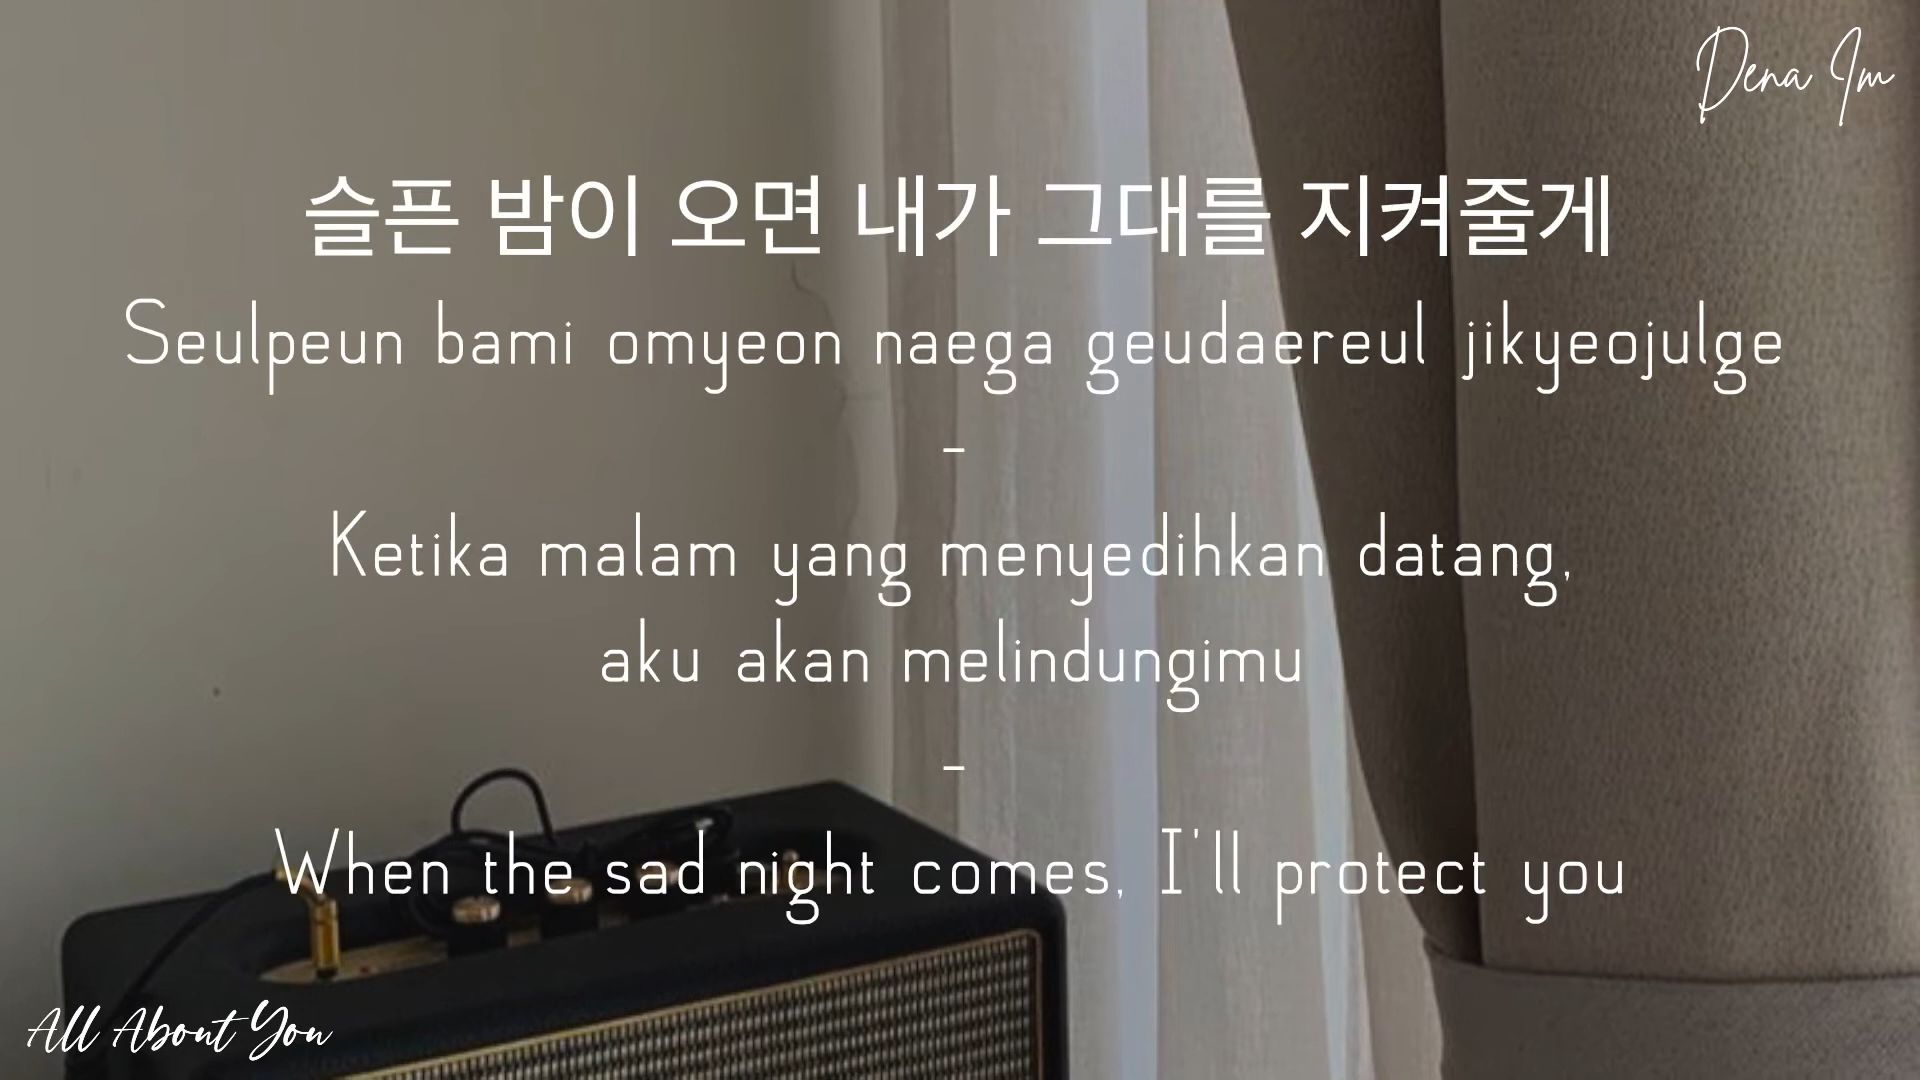 Dena Im
슬픈 밤이 오면 내가 그대를 지켜줄게
Seulpeun bami omyeon naega geudaereul jikyeojulge
-
Ketika malam yang menyedihkan datang,
aku akan melindungimu
-
When the sad night comes, I'll protect you
All About You